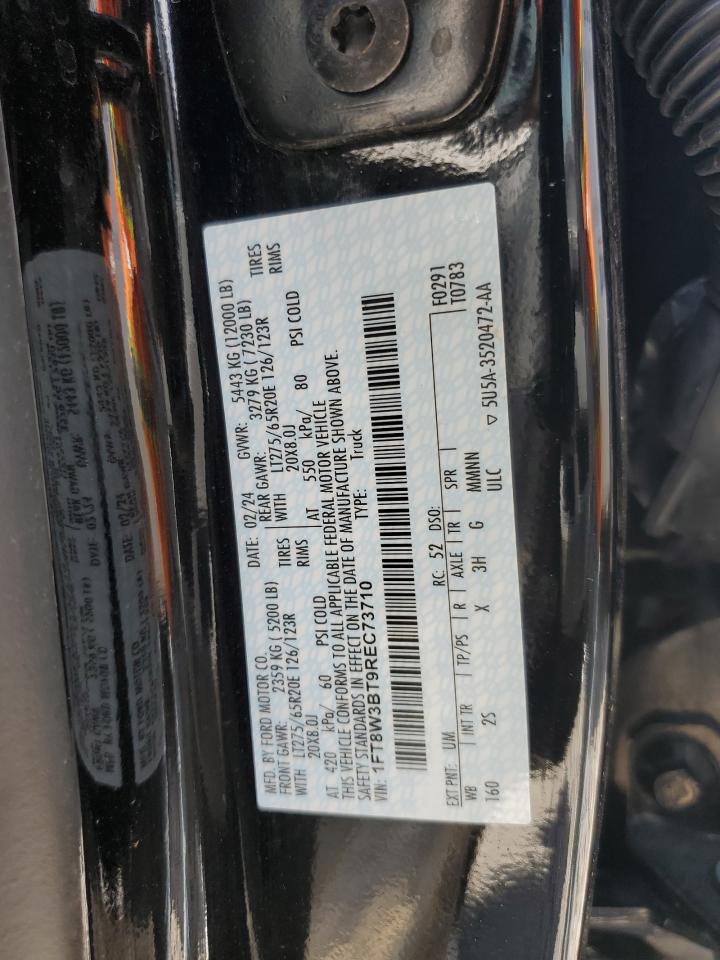 MFD. BY FORD MOTOR CO. DATE: 02/24 GVWR: 5443 KG (12000 LB)
FRONT GAWR: 2359 KG ( 5200 LB) REAR GAWR: 3279 KG ( 7230 LB)
WITH LT275/65R20E 126/123R TIRES WITH LT275/65R20E 126/123R TIRES
20X8.0J RIMS 20X8.0J RIMS
AT 420 kPa/ 60 PSI COLD AT 550 kPa/ 80 PSI COLD
THIS VEHICLE CONFORMS TO ALL APPLICABLE FEDERAL MOTOR VEHICLE
SAFETY STANDARDS IN EFFECT ON THE DATE OF MANUFACTURE SHOWN ABOVE.
VIN: 1FT8W3BT9REC73710 TYPE: Truck
F0291
EXT PNT: UM RC: 52 DSO: T0783
WB INT TR TP/PS R AXLE TR SPR
160 2S X 3H G MMNNN
ULC ▽ 5U5A-3520472-AA